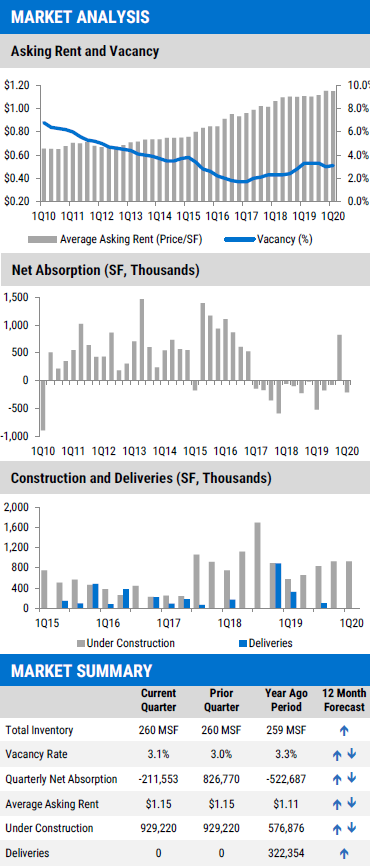 MARKET ANALYSIS
Asking Rent and Vacancy
$1.20 10.0%
$1.00 8.0%
$0.80 6.0%
$0.60 4.0%
$0.40 2.0%
$0.20 0.0%
1Q10 1Q11 1Q12 1Q13 1Q14 1Q15 1Q16 1Q17 1Q18 1Q19 1Q20
Average Asking Rent (Price/SF) Vacancy (%)
Net Absorption (SF, Thousands)
1,500
1,000
500
0
-500
-1,000
1Q10 1Q11 1Q12 1Q13 1Q14 1Q15 1Q16 1Q17 1Q18 1Q19 1Q20
Construction and Deliveries (SF, Thousands)
2,000
1,600
1,200
800
400
0
1Q15 1Q16 1Q17 1Q18 1Q19 1Q20
Under Construction Deliveries
MARKET SUMMARY
Current Quarter Prior Quarter Year Ago Period 12 Month Forecast
Total Inventory 260 MSF 260 MSF 259 MSF
Vacancy Rate 3.1% 3.0% 3.3%
Quarterly Net Absorption -211,553 826,770 -522,687
Average Asking Rent $1.15 $1.15 $1.11
Under Construction 929,220 929,220 576,876
Deliveries 0 0 322,354